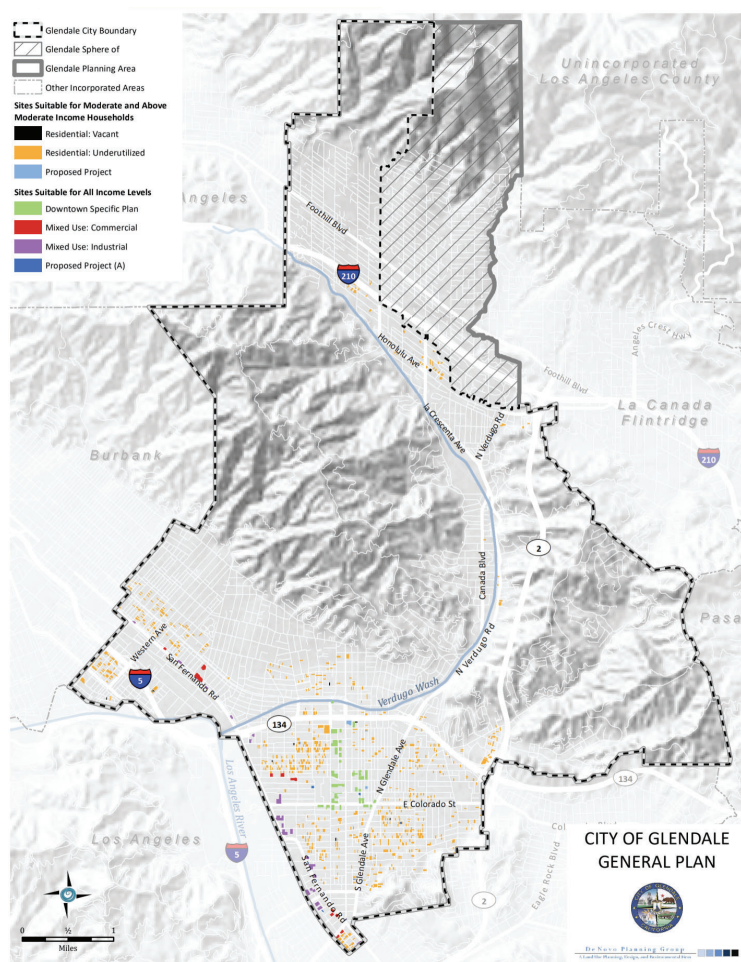 Glendale City Boundary
Glendale Sphere of
Glendale Planning Area
Other Incorporated Areas
Sites Suitable for Moderate and Above
Moderate Income Households
Residential: Vacant
Residential: Underutilized
Proposed Project
Sites Suitable for All Income Levels
Downtown Specific Plan
Mixed Use: Commercial
Mixed Use: Industrial
Proposed Project (A)
Unincorporated
Los Angeles County
Angeles
Foothill Blvd
210
Honolulu Ave
Angeles Crest Hwy
Foothill Blvd
La Crescenta Ave
N Verdugo Rd
La Canada
Flintridge
210
Burbank
2
Canada Blvd
Pasa
Western Ave
San Fernando Rd
5
N Verdugo Rd
Verdugo Wash
134
134
Los Angeles River
N Glendale Ave
E Colorado St
Los Angeles
5
S Glendale Ave
San Fernando Rd
Eagle Rock Blvd
2
CITY OF GLENDALE
GENERAL PLAN
0 ½ 1
Miles
De Novo Planning Group